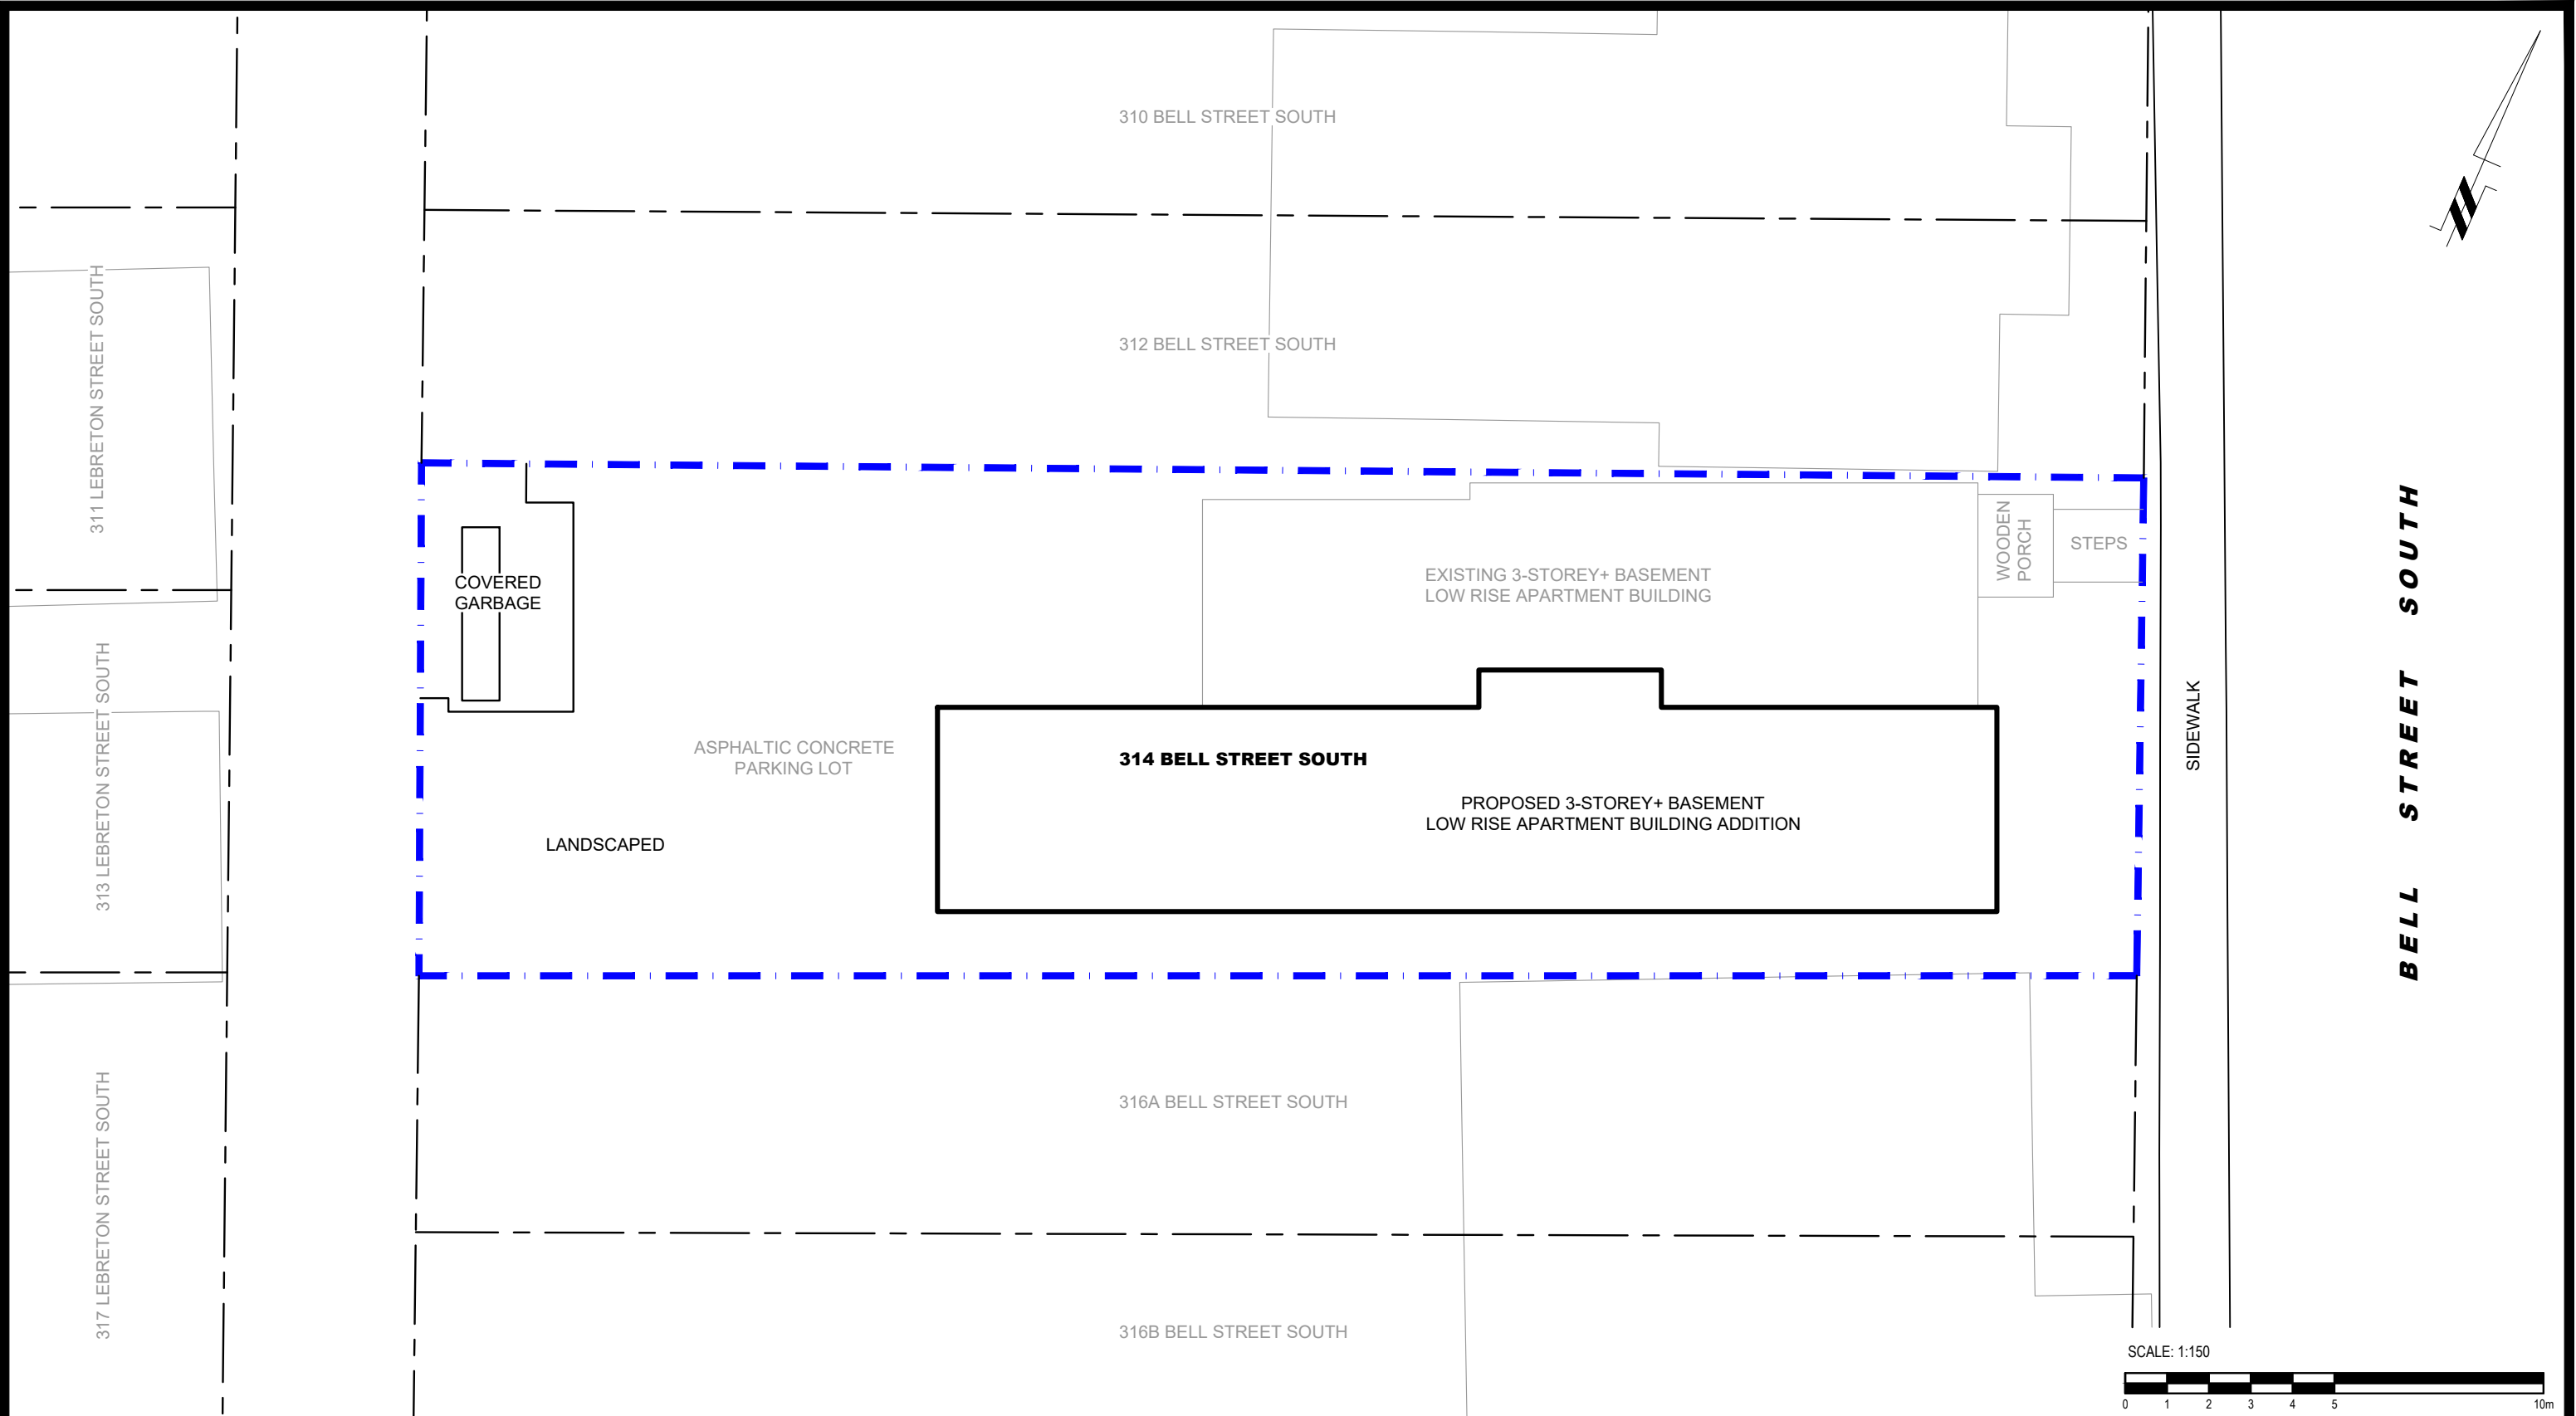 310 BELL STREET SOUTH
311 LEBRETON STREET SOUTH
312 BELL STREET SOUTH
COVERED
GARBAGE
EXISTING 3-STOREY+ BASEMENT
LOW RISE APARTMENT BUILDING
WOODEN
PORCH
STEPS
313 LEBRETON STREET SOUTH
ASPHALTIC CONCRETE
PARKING LOT
314 BELL STREET SOUTH
PROPOSED 3-STOREY+ BASEMENT
LOW RISE APARTMENT BUILDING ADDITION
LANDSCAPED
SIDEWALK
BELL STREET SOUTH
316A BELL STREET SOUTH
317 LEBRETON STREET SOUTH
316B BELL STREET SOUTH
SCALE: 1:150
0 1 2 3 4 5 10m